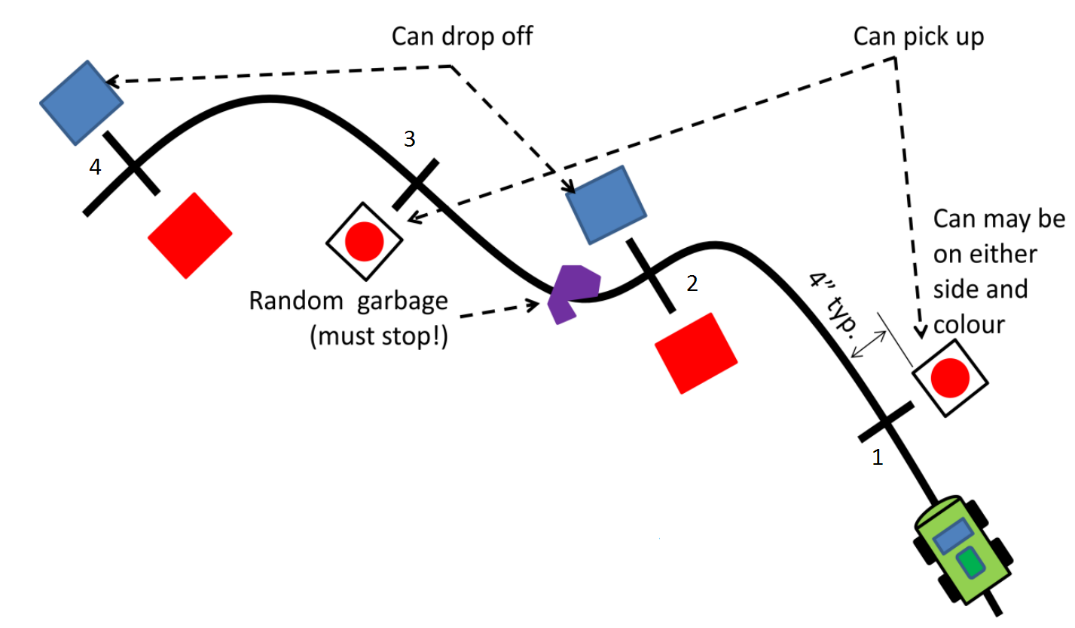 Can drop off
Can pick up
3
4
Can may be
on either
side and
colour
4” typ.
2
Random garbage
(must stop!)
1